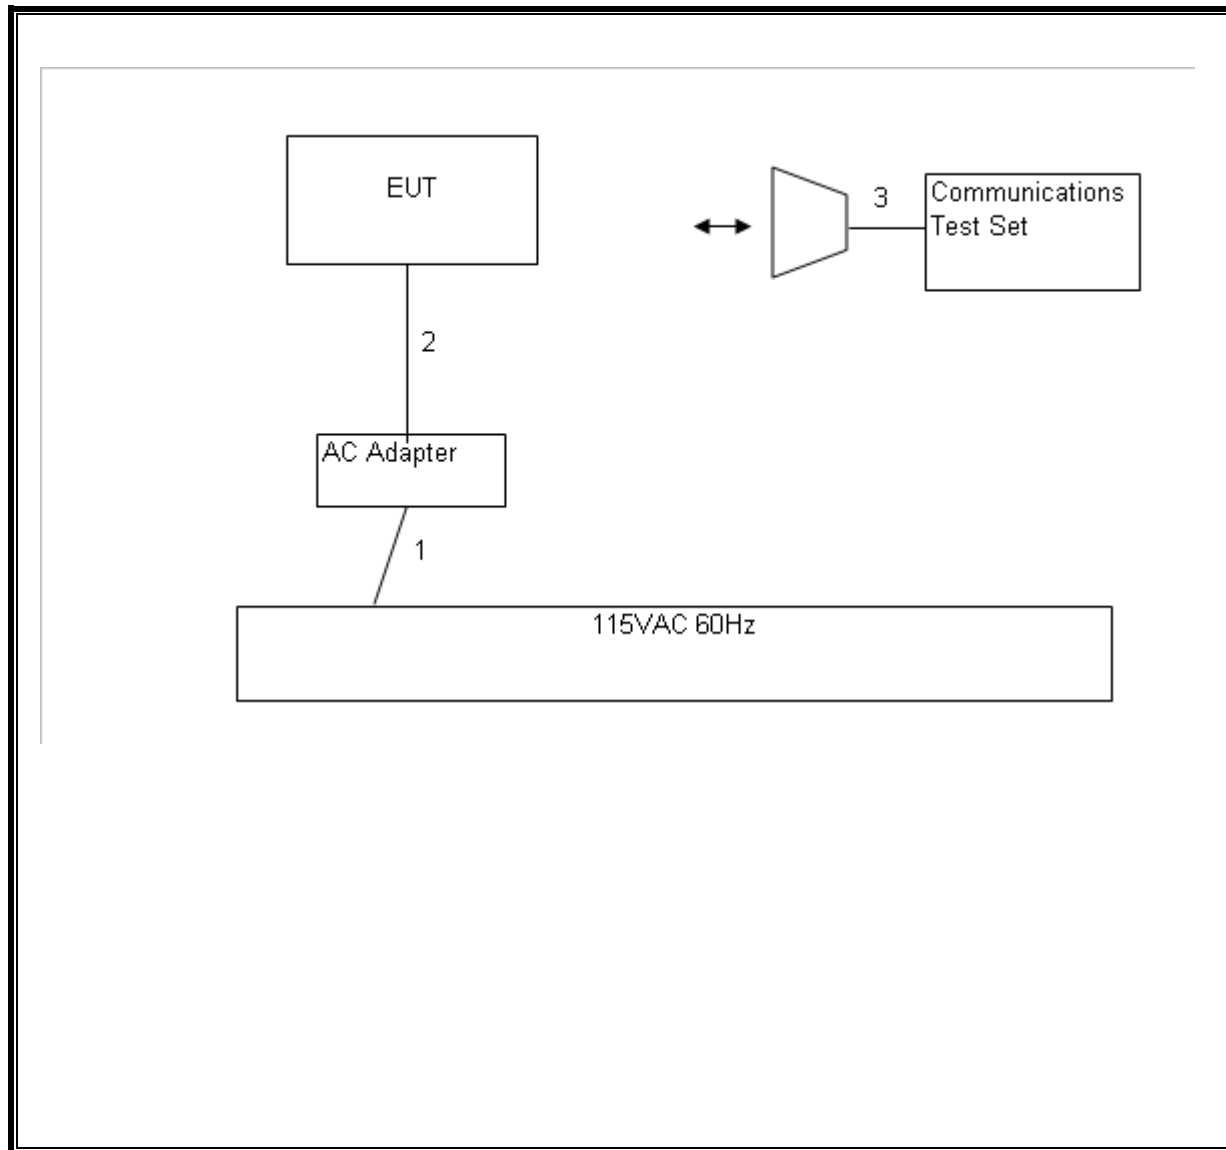 EUT
3
Communications
Test Set
2
AC Adapter
1
115VAC 60Hz